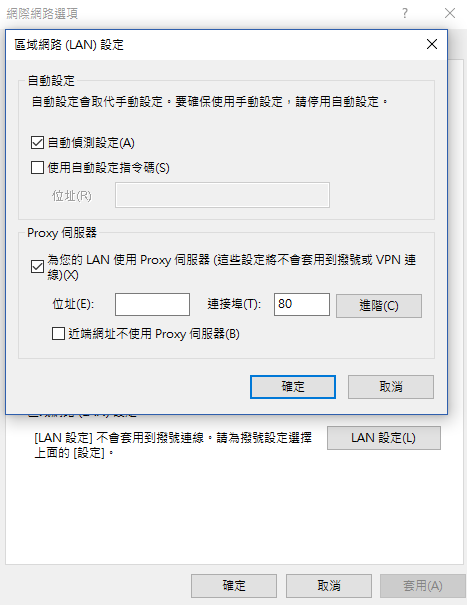 網際網路選項
?
區域網路 (LAN) 設定
自動設定
自動設定會取代手動設定。要確保使用手動設定，請停用自動設定。
自動偵測設定(A)
使用自動設定指令碼(S)
位址(R)
Proxy 伺服器
為您的 LAN 使用 Proxy 伺服器 (這些設定將不會套用到撥號或 VPN 連
線)(X)
位址(E): 連接埠(T): 80 進階(C)
近端網址不使用 Proxy 伺服器(B)
確定 取消
區域網路 (LAN) 設定
[LAN 設定] 不會套用到撥號連線。請為撥號設定選擇 LAN 設定(L)
上面的 [設定]。
確定 取消 套用(A)